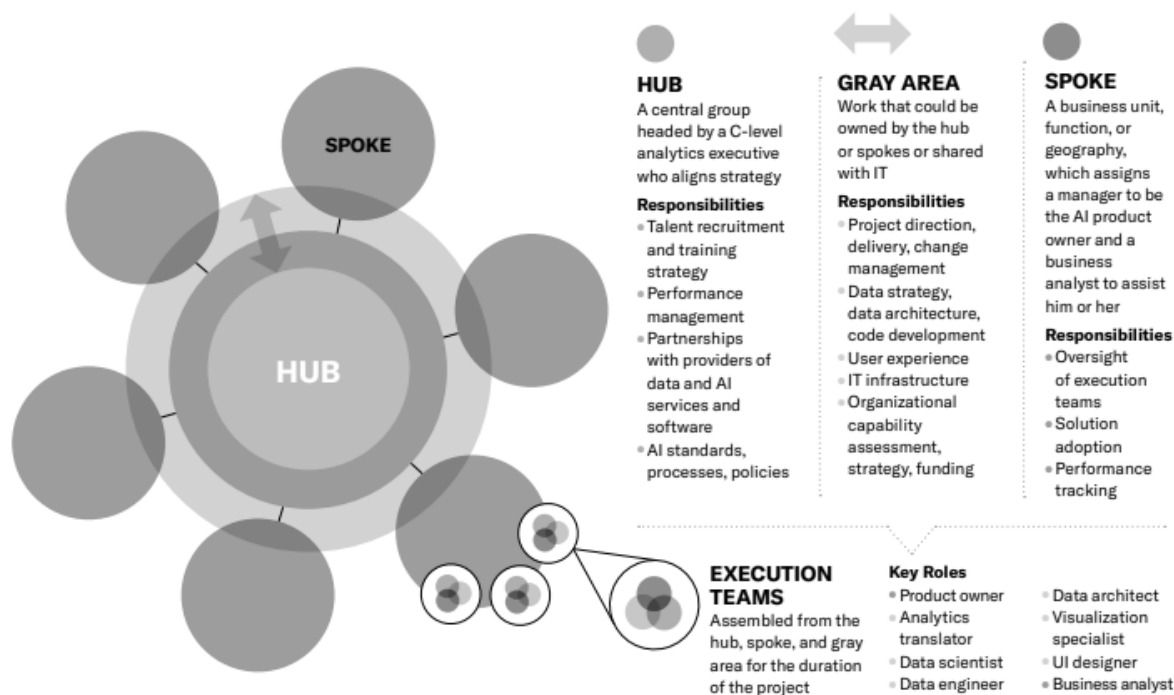 SPOKE
HUB
HUB
A central group
headed by a C-level
analytics executive
who aligns strategy
Responsibilities
• Talent recruitment
and training
strategy
• Performance
management
• Partnerships
with providers of
data and AI
services and
software
• AI standards,
processes, policies
GRAY AREA
Work that could be
owned by the hub
or spokes or shared
with IT
Responsibilities
• Project direction,
delivery, change
management
• Data strategy,
data architecture,
code development
• User experience
• IT infrastructure
• Organizational
capability
assessment,
strategy, funding
SPOKE
A business unit,
function, or
geography,
which assigns
a manager to be
the AI product
owner and a
business
analyst to assist
him or her
Responsibilities
• Oversight
of execution
teams
• Solution
adoption
• Performance
tracking
EXECUTION
TEAMS
Assembled from the
hub, spoke, and gray
area for the duration
of the project
Key Roles
• Product owner
• Analytics
translator
• Data scientist
• Data engineer
• Data architect
• Visualization
specialist
• UI designer
• Business analyst